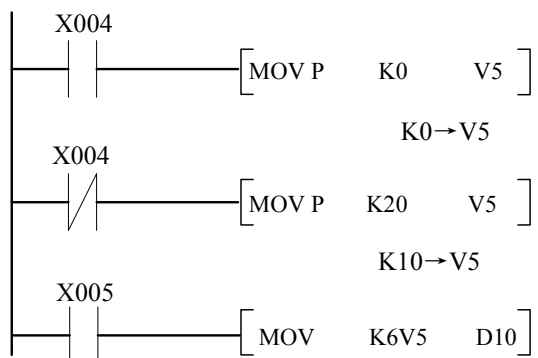 X004
MOV P K0 V5
K0→V5
X004
MOV P K20 V5
K10→V5
X005
MOV K6V5 D10